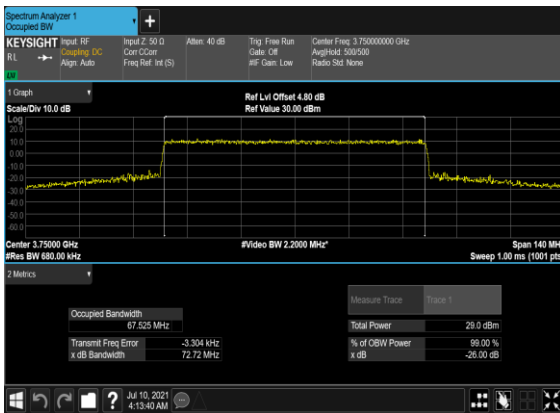 Spectrum Analyzer 1
Occupied BW
KEYSIGHT
RL
LV
Input: RF
Coupling: DC
Align: Auto
Input Z: 50 Ω
Corr CCorr
Freq Ref: Int (S)
Atten: 40 dB
Trig: Free Run
Gate: Off
#IF Gain: Low
Center Freq: 3.750000000 GHz
Avg|Hold: 500/500
Radio Std: None
1 Graph
Scale/Div 10.0 dB
Ref Lvl Offset 4.80 dB
Ref Value 30.00 dBm
Log
20.0
10.0
0.00
-10.0
-20.0
-30.0
-40.0
-50.0
-60.0
Center 3.75000 GHz
#Res BW 680.00 kHz
#Video BW 2.2000 MHz*
Span 140 MH
Sweep 1.00 ms (1001 pts
2 Metrics
Measure Trace Trace 1
Occupied Bandwidth
67.525 MHz
Total Power 29.0 dBm
Transmit Freq Error -3.304 kHz
% of OBW Power 99.00 %
x dB Bandwidth 72.72 MHz
x dB -26.00 dB
Jul 10, 2021
4:13:40 AM